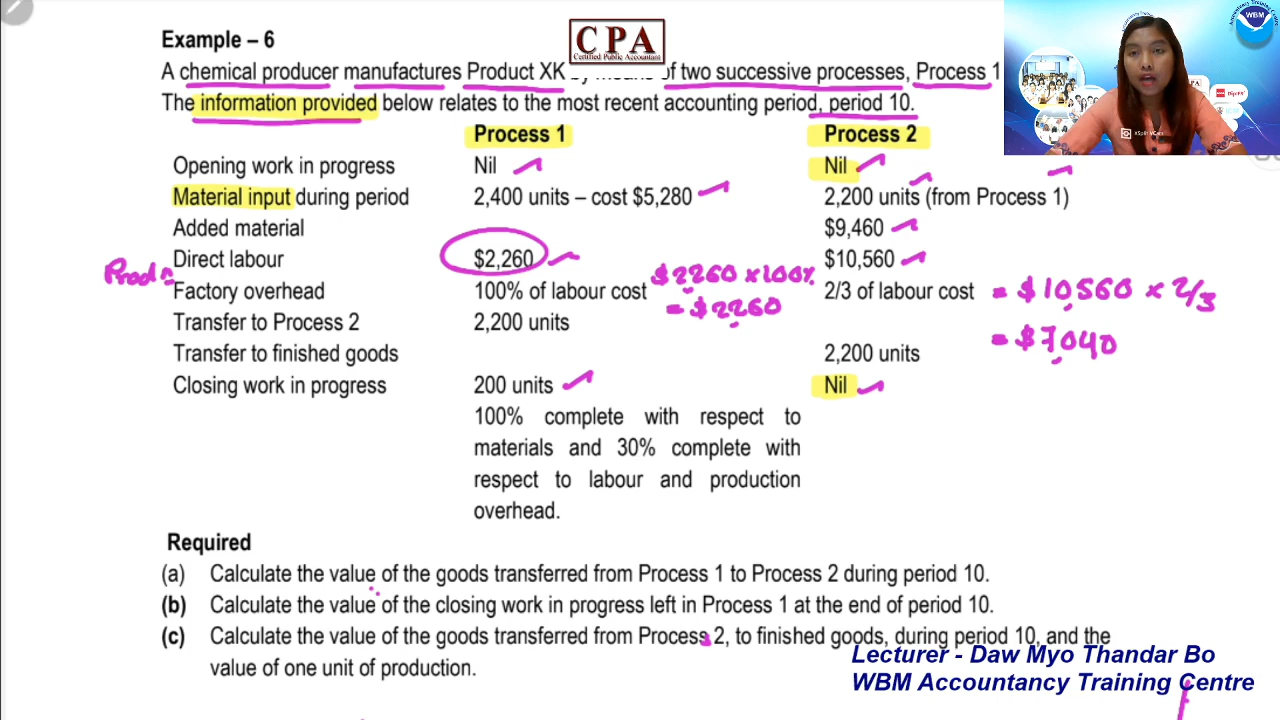 Example – 6
CPA
Certified Public Accountant
A chemical producer manufactures Product XK by means of two successive processes, Process 1
The information provided below relates to the most recent accounting period, period 10.
Process 1 Process 2
Opening work in progress Nil Nil
Material input during period 2,400 units – cost $5,280 2,200 units (from Process 1)
Added material $9,460
Direct labour $2,260 $10,560
Prodn Factory overhead 100% of labour cost $2260 x 100% 2/3 of labour cost = $10560 x 2/3
= $2260
Transfer to Process 2 2,200 units = $7,040
Transfer to finished goods 2,200 units
Closing work in progress 200 units Nil
100% complete with respect to
materials and 30% complete with
respect to labour and production
overhead.
Required
(a) Calculate the value of the goods transferred from Process 1 to Process 2 during period 10.
(b) Calculate the value of the closing work in progress left in Process 1 at the end of period 10.
(c) Calculate the value of the goods transferred from Process 2, to finished goods, during period 10, and the
value of one unit of production.
Lecturer - Daw Myo Thandar Bo
WBM Accountancy Training Centre
WBM
XSplit VCam